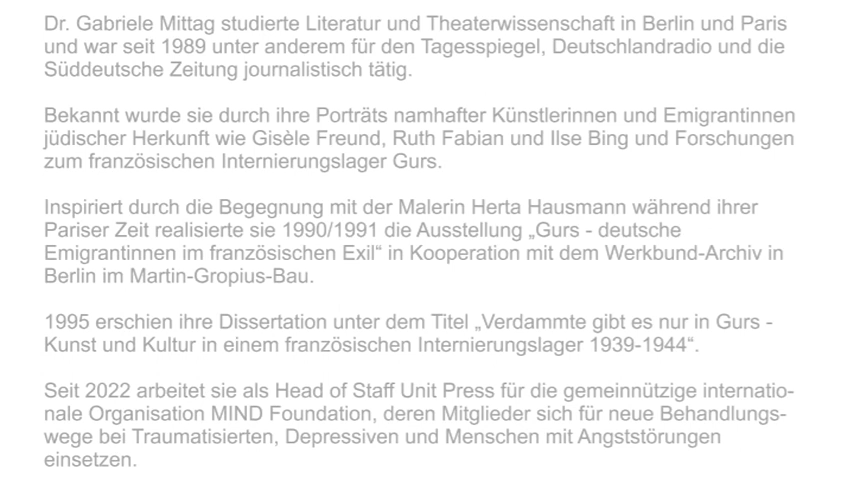 Dr. Gabriele Mittag studierte Literatur und Theaterwissenschaft in Berlin und Paris
und war seit 1989 unter anderem für den Tagesspiegel, Deutschlandradio und die
Süddeutsche Zeitung journalistisch tätig.
Bekannt wurde sie durch ihre Porträts namhafter Künstlerinnen und Emigrantinnen
jüdischer Herkunft wie Gisèle Freund, Ruth Fabian und Ilse Bing und Forschungen
zum französischen Internierungslager Gurs.
Inspiriert durch die Begegnung mit der Malerin Herta Hausmann während ihrer
Pariser Zeit realisierte sie 1990/1991 die Ausstellung „Gurs - deutsche
Emigrantinnen im französischen Exil“ in Kooperation mit dem Werkbund-Archiv in
Berlin im Martin-Gropius-Bau.
1995 erschien ihre Dissertation unter dem Titel „Verdammte gibt es nur in Gurs -
Kunst und Kultur in einem französischen Internierungslager 1939-1944“.
Seit 2022 arbeitet sie als Head of Staff Unit Press für die gemeinnützige internatio-
nale Organisation MIND Foundation, deren Mitglieder sich für neue Behandlungs-
wege bei Traumatisierten, Depressiven und Menschen mit Angststörungen
einsetzen.